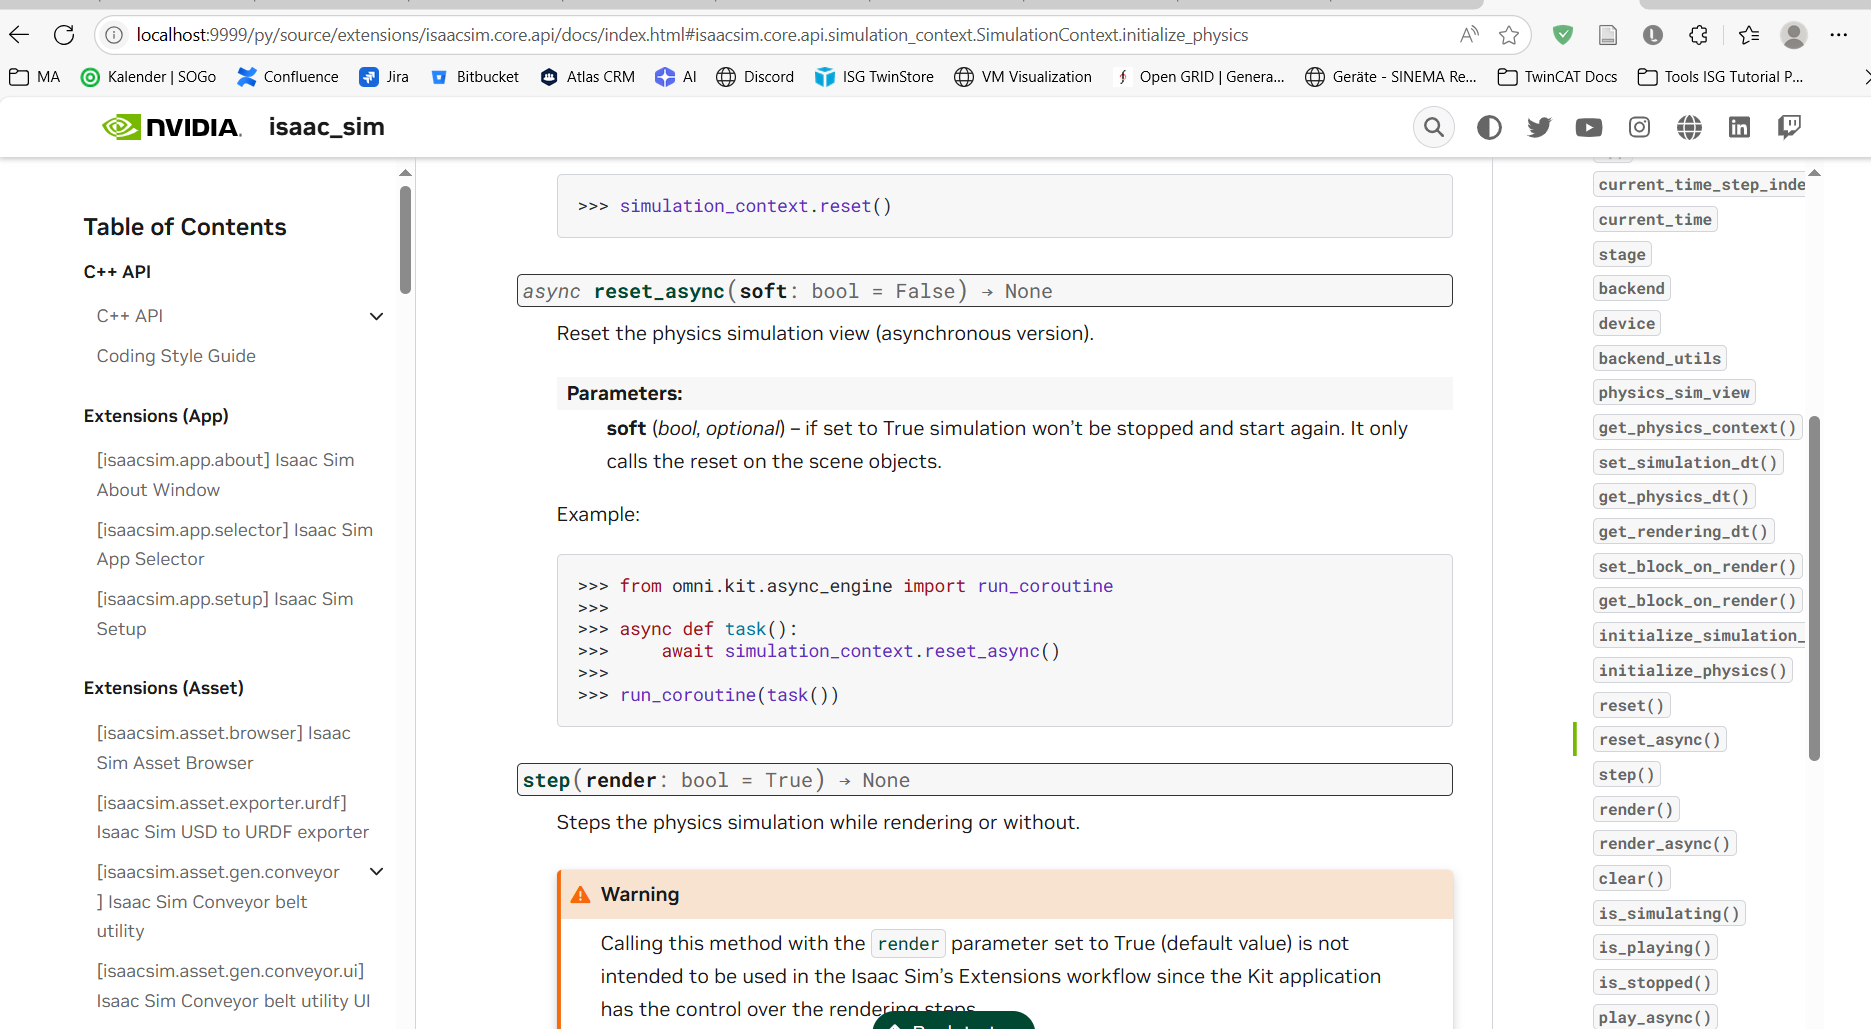 localhost:9999/py/source/extensions/isaacsim.core.api/docs/index.html#isaacsim.core.api.simulation_context.SimulationContext.initialize_physics
MA
Kalender | SOGo
Confluence
Jira
Bitbucket
Atlas CRM
AI
Discord
ISG TwinStore
VM Visualization
Open GRID | Genera...
Geräte - SINEMA Re...
TwinCAT Docs
Tools ISG Tutorial P...
NVIDIA.
isaac_sim
Table of Contents
C++ API
C++ API
Coding Style Guide
Extensions (App)
[isaacsim.app.about] Isaac Sim
About Window
[isaacsim.app.selector] Isaac Sim
App Selector
[isaacsim.app.setup] Isaac Sim
Setup
Extensions (Asset)
[isaacsim.asset.browser] Isaac
Sim Asset Browser
[isaacsim.asset.exporter.urdf]
Isaac Sim USD to URDF exporter
[isaacsim.asset.gen.conveyor
] Isaac Sim Conveyor belt
utility
[isaacsim.asset.gen.conveyor.ui]
Isaac Sim Conveyor belt utility UI
>>> simulation_context.reset()
async reset_async(soft: bool = False) → None
Reset the physics simulation view (asynchronous version).
Parameters:
soft (bool, optional) – if set to True simulation won’t be stopped and start again. It only
calls the reset on the scene objects.
Example:
>>> from omni.kit.async_engine import run_coroutine
>>>
>>> async def task():
>>>     await simulation_context.reset_async()
>>>
>>> run_coroutine(task())
step(render: bool = True) → None
Steps the physics simulation while rendering or without.
Warning
Calling this method with the render parameter set to True (default value) is not
intended to be used in the Isaac Sim’s Extensions workflow since the Kit application
has the control over the rendering steps
current_time_step_inde
current_time
stage
backend
device
backend_utils
physics_sim_view
get_physics_context()
set_simulation_dt()
get_physics_dt()
get_rendering_dt()
set_block_on_render()
get_block_on_render()
initialize_simulation_
initialize_physics()
reset()
reset_async()
step()
render()
render_async()
clear()
is_simulating()
is_playing()
is_stopped()
play_async()